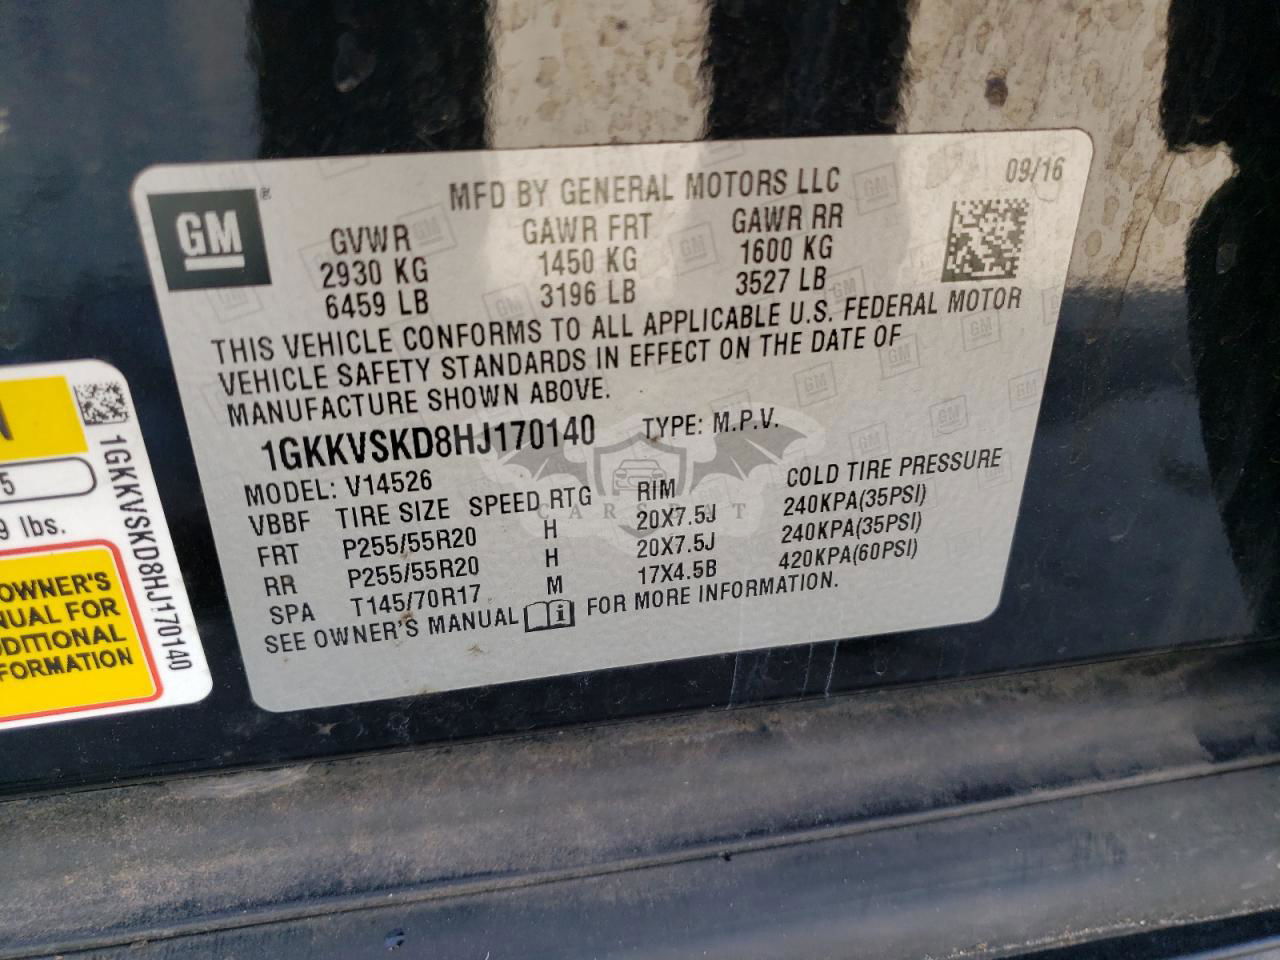 GM ®
MFD BY GENERAL MOTORS LLC
09/16
GVWR GAWR FRT GAWR RR
2930 KG 1450 KG 1600 KG
6459 LB 3196 LB 3527 LB
THIS VEHICLE CONFORMS TO ALL APPLICABLE U.S. FEDERAL MOTOR
VEHICLE SAFETY STANDARDS IN EFFECT ON THE DATE OF
MANUFACTURE SHOWN ABOVE.
1GKKVSKD8HJ170140 TYPE: M.P.V.
MODEL: V14526
VBBF TIRE SIZE SPEED RTG RIM COLD TIRE PRESSURE
FRT P255/55R20 H 20X7.5J 240KPA(35PSI)
RR P255/55R20 H 20X7.5J 240KPA(35PSI)
SPA T145/70R17 M 17X4.5B 420KPA(60PSI)
SEE OWNER'S MANUAL i FOR MORE INFORMATION.
CARSBAT
5
9 lbs.
OWNER'S
NUAL FOR
DDITIONAL
FORMATION
1GKKVSKD8HJ170140